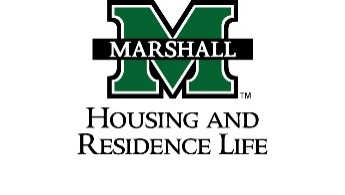 MARSHALL
M
TM
HOUSING AND
RESIDENCE LIFE